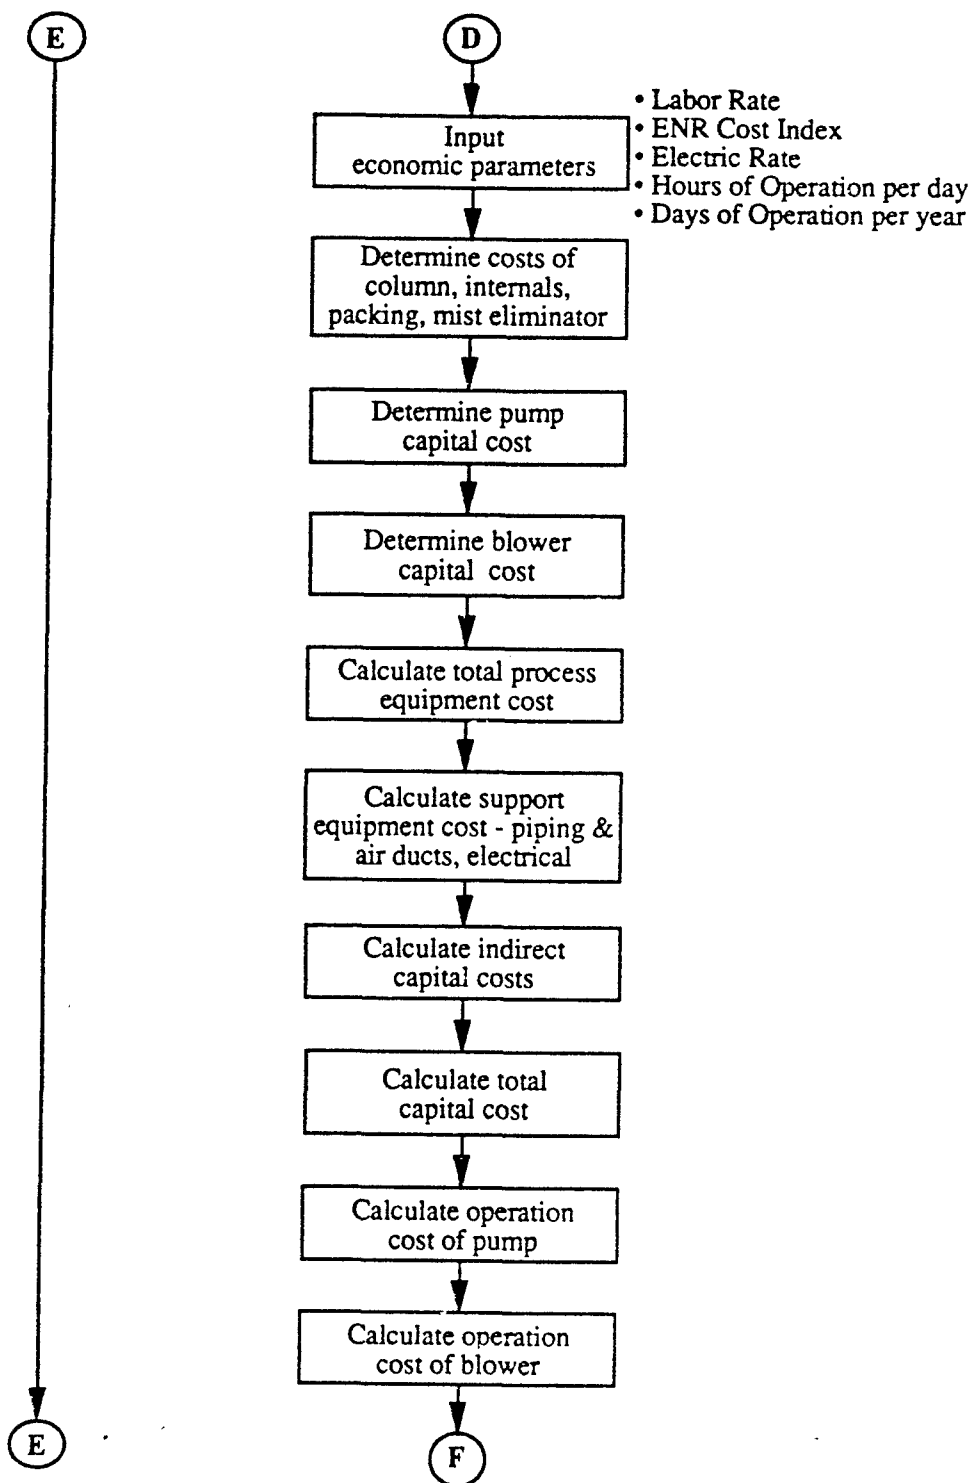 E
D
Input
economic parameters
• Labor Rate
• ENR Cost Index
• Electric Rate
• Hours of Operation per day
• Days of Operation per year
Determine costs of
column, internals,
packing, mist eliminator
Determine pump
capital cost
Determine blower
capital cost
Calculate total process
equipment cost
Calculate support
equipment cost - piping &
air ducts, electrical
Calculate indirect
capital costs
Calculate total
capital cost
Calculate operation
cost of pump
Calculate operation
cost of blower
E
F